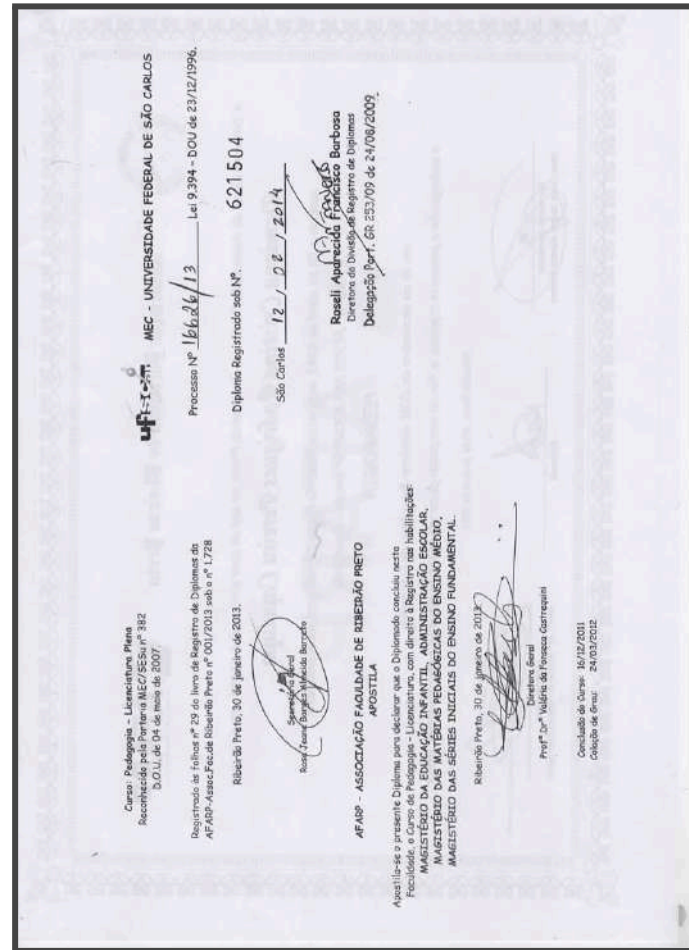 Curso: Pedagogia - Licenciatura Plena
Reconhecido pela Portaria MEC/SESu nº 382
D.O.U. de 04 de maio de 2007.
Registrado às folhas nº 29 do livro de Registro de Diplomas da
AFARP-Assoc.Fac.de Ribeirão Preto nº 001/2013 sob o nº 1.728
Ribeirão Preto, 30 de janeiro de 2013.
Secretária Geral
AFARP - ASSOCIAÇÃO FACULDADE DE RIBEIRÃO PRETO
APOSTILA
Apostila-se o presente Diploma para declarar que o Diplomado concluiu nesta
Faculdade, o Curso de Pedagogia - Licenciatura, com direito à Registro nas habilitações:
MAGISTÉRIO DA EDUCAÇÃO INFANTIL, ADMINISTRAÇÃO ESCOLAR,
MAGISTÉRIO DAS MATÉRIAS PEDAGÓGICAS DO ENSINO MÉDIO,
MAGISTÉRIO DAS SÉRIES INICIAIS DO ENSINO FUNDAMENTAL.
Ribeirão Preto, 30 de janeiro de 2013.
Diretora Geral
Profª Drª Valéria da Fonseca Castrequini
Conclusão do Curso: 16/12/2011
Colação de Grau: 24/03/2012
MEC - UNIVERSIDADE FEDERAL DE SÃO CARLOS
Processo Nº 16626/13 Lei 9.394 - DOU de 23/12/1996.
Diploma Registrado sob Nº. 621504
São Carlos 12 / 02 / 2014
Roseli Aparecida Francisco Barbosa
Diretora da Divisão de Registro de Diplomas
Delegação Port. GR 253/09 de 24/08/2009.